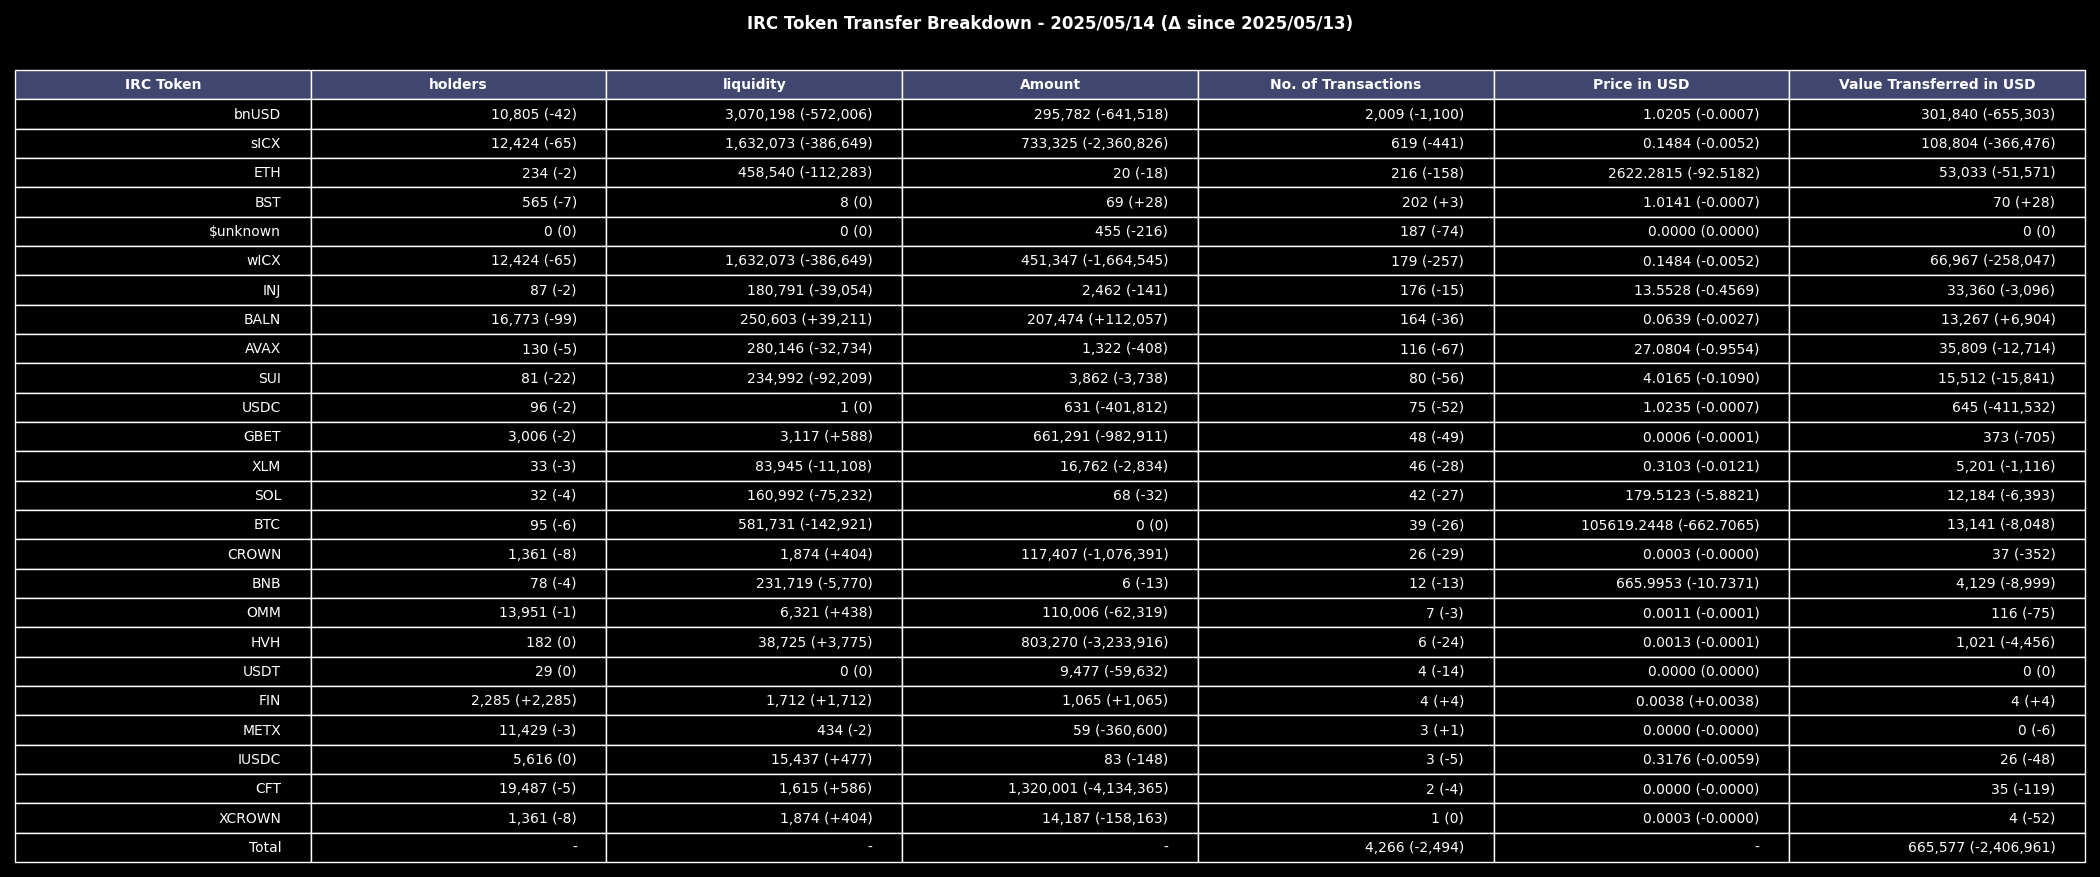 IRC Token Transfer Breakdown - 2025/05/14 (Δ since 2025/05/13)
IRC Token holders liquidity Amount No. of Transactions Price in USD Value Transferred in USD
bnUSD 10,805 (-42) 3,070,198 (-572,006) 295,782 (-641,518) 2,009 (-1,100) 1.0205 (-0.0007) 301,840 (-655,303)
sICX 12,424 (-65) 1,632,073 (-386,649) 733,325 (-2,360,826) 619 (-441) 0.1484 (-0.0052) 108,804 (-366,476)
ETH 234 (-2) 458,540 (-112,283) 20 (-18) 216 (-158) 2622.2815 (-92.5182) 53,033 (-51,571)
BST 565 (-7) 8 (0) 69 (+28) 202 (+3) 1.0141 (-0.0007) 70 (+28)
$unknown 0 (0) 0 (0) 455 (-216) 187 (-74) 0.0000 (0.0000) 0 (0)
wICX 12,424 (-65) 1,632,073 (-386,649) 451,347 (-1,664,545) 179 (-257) 0.1484 (-0.0052) 66,967 (-258,047)
INJ 87 (-2) 180,791 (-39,054) 2,462 (-141) 176 (-15) 13.5528 (-0.4569) 33,360 (-3,096)
BALN 16,773 (-99) 250,603 (+39,211) 207,474 (+112,057) 164 (-36) 0.0639 (-0.0027) 13,267 (+6,904)
AVAX 130 (-5) 280,146 (-32,734) 1,322 (-408) 116 (-67) 27.0804 (-0.9554) 35,809 (-12,714)
SUI 81 (-22) 234,992 (-92,209) 3,862 (-3,738) 80 (-56) 4.0165 (-0.1090) 15,512 (-15,841)
USDC 96 (-2) 1 (0) 631 (-401,812) 75 (-52) 1.0235 (-0.0007) 645 (-411,532)
GBET 3,006 (-2) 3,117 (+588) 661,291 (-982,911) 48 (-49) 0.0006 (-0.0001) 373 (-705)
XLM 33 (-3) 83,945 (-11,108) 16,762 (-2,834) 46 (-28) 0.3103 (-0.0121) 5,201 (-1,116)
SOL 32 (-4) 160,992 (-75,232) 68 (-32) 42 (-27) 179.5123 (-5.8821) 12,184 (-6,393)
BTC 95 (-6) 581,731 (-142,921) 0 (0) 39 (-26) 105619.2448 (-662.7065) 13,141 (-8,048)
CROWN 1,361 (-8) 1,874 (+404) 117,407 (-1,076,391) 26 (-29) 0.0003 (-0.0000) 37 (-352)
BNB 78 (-4) 231,719 (-5,770) 6 (-13) 12 (-13) 665.9953 (-10.7371) 4,129 (-8,999)
OMM 13,951 (-1) 6,321 (+438) 110,006 (-62,319) 7 (-3) 0.0011 (-0.0001) 116 (-75)
HVH 182 (0) 38,725 (+3,775) 803,270 (-3,233,916) 6 (-24) 0.0013 (-0.0001) 1,021 (-4,456)
USDT 29 (0) 0 (0) 9,477 (-59,632) 4 (-14) 0.0000 (0.0000) 0 (0)
FIN 2,285 (+2,285) 1,712 (+1,712) 1,065 (+1,065) 4 (+4) 0.0038 (+0.0038) 4 (+4)
METX 11,429 (-3) 434 (-2) 59 (-360,600) 3 (+1) 0.0000 (-0.0000) 0 (-6)
IUSDC 5,616 (0) 15,437 (+477) 83 (-148) 3 (-5) 0.3176 (-0.0059) 26 (-48)
CFT 19,487 (-5) 1,615 (+586) 1,320,001 (-4,134,365) 2 (-4) 0.0000 (-0.0000) 35 (-119)
XCROWN 1,361 (-8) 1,874 (+404) 14,187 (-158,163) 1 (0) 0.0003 (-0.0000) 4 (-52)
Total - - - 4,266 (-2,494) - 665,577 (-2,406,961)